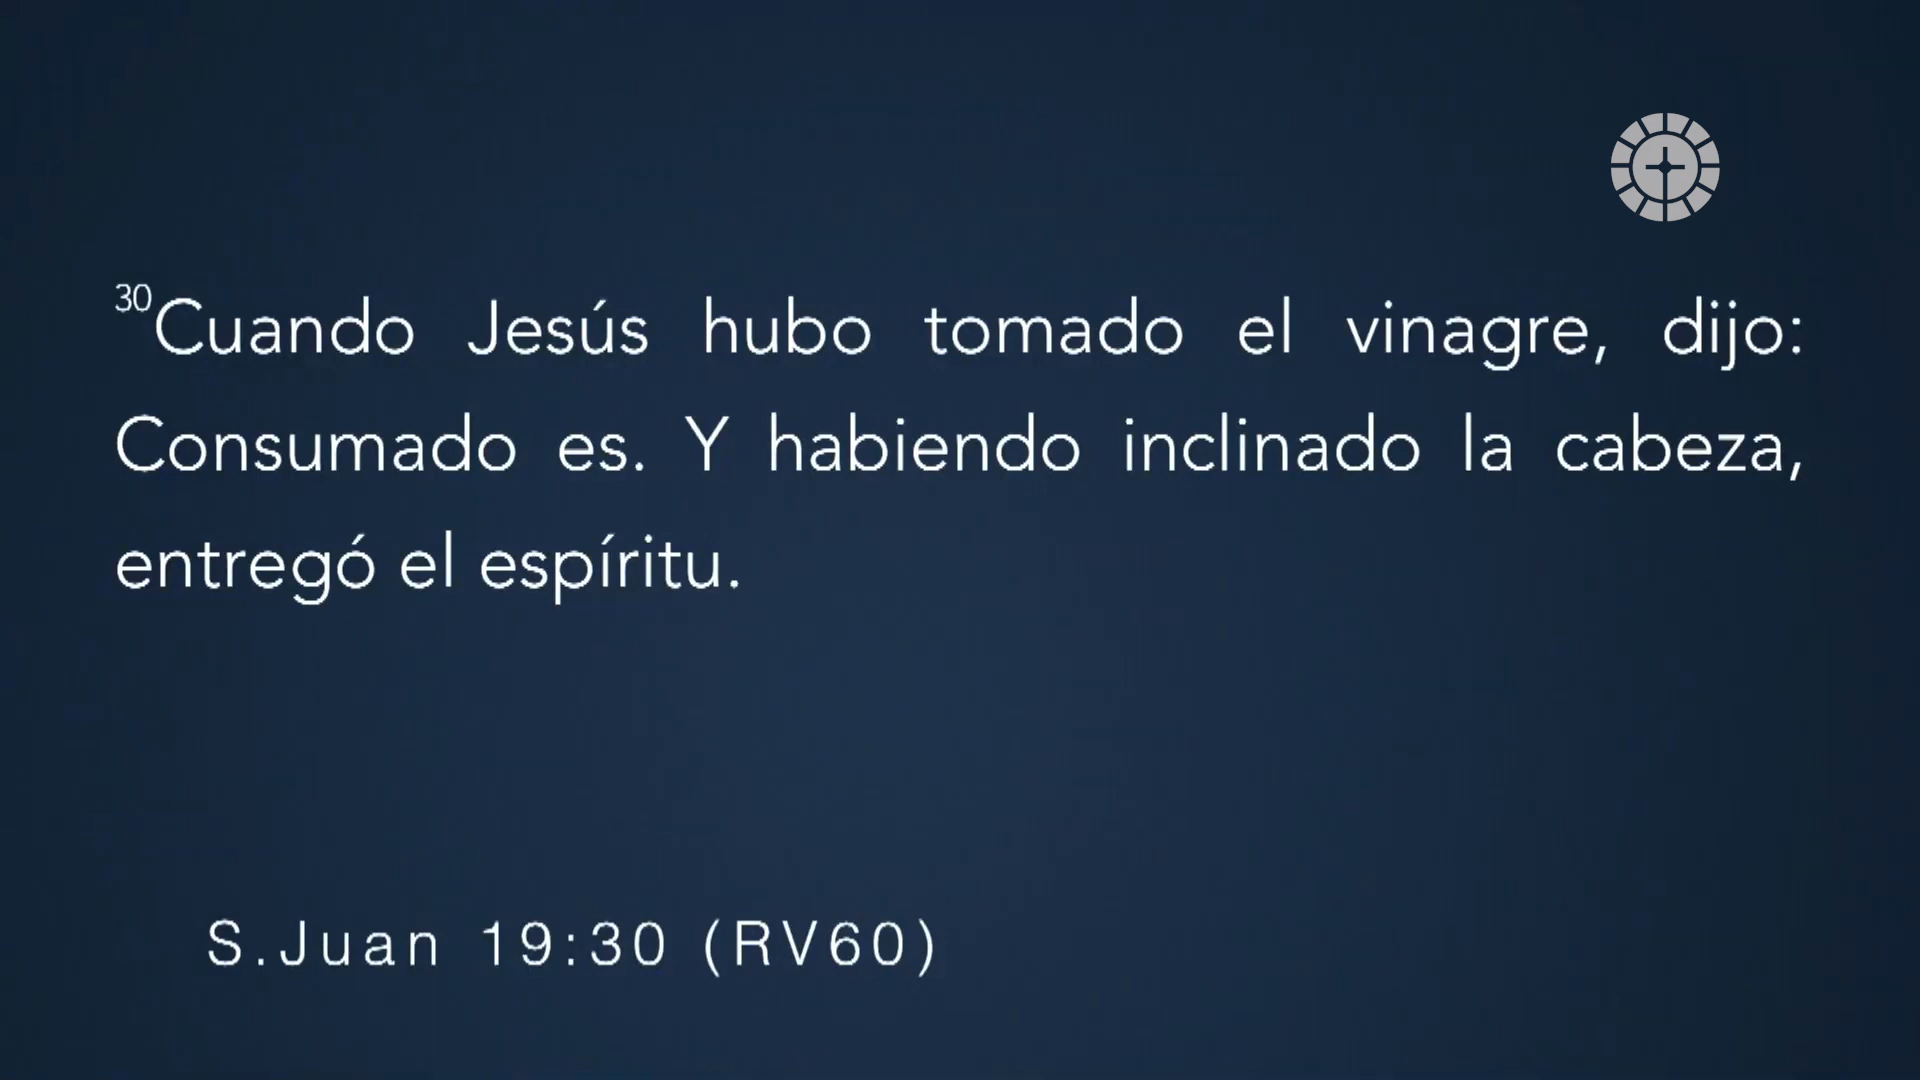 30Cuando Jesús hubo tomado el vinagre, dijo:
Consumado es. Y habiendo inclinado la cabeza,
entregó el espíritu.
S.Juan 19:30 (RV60)